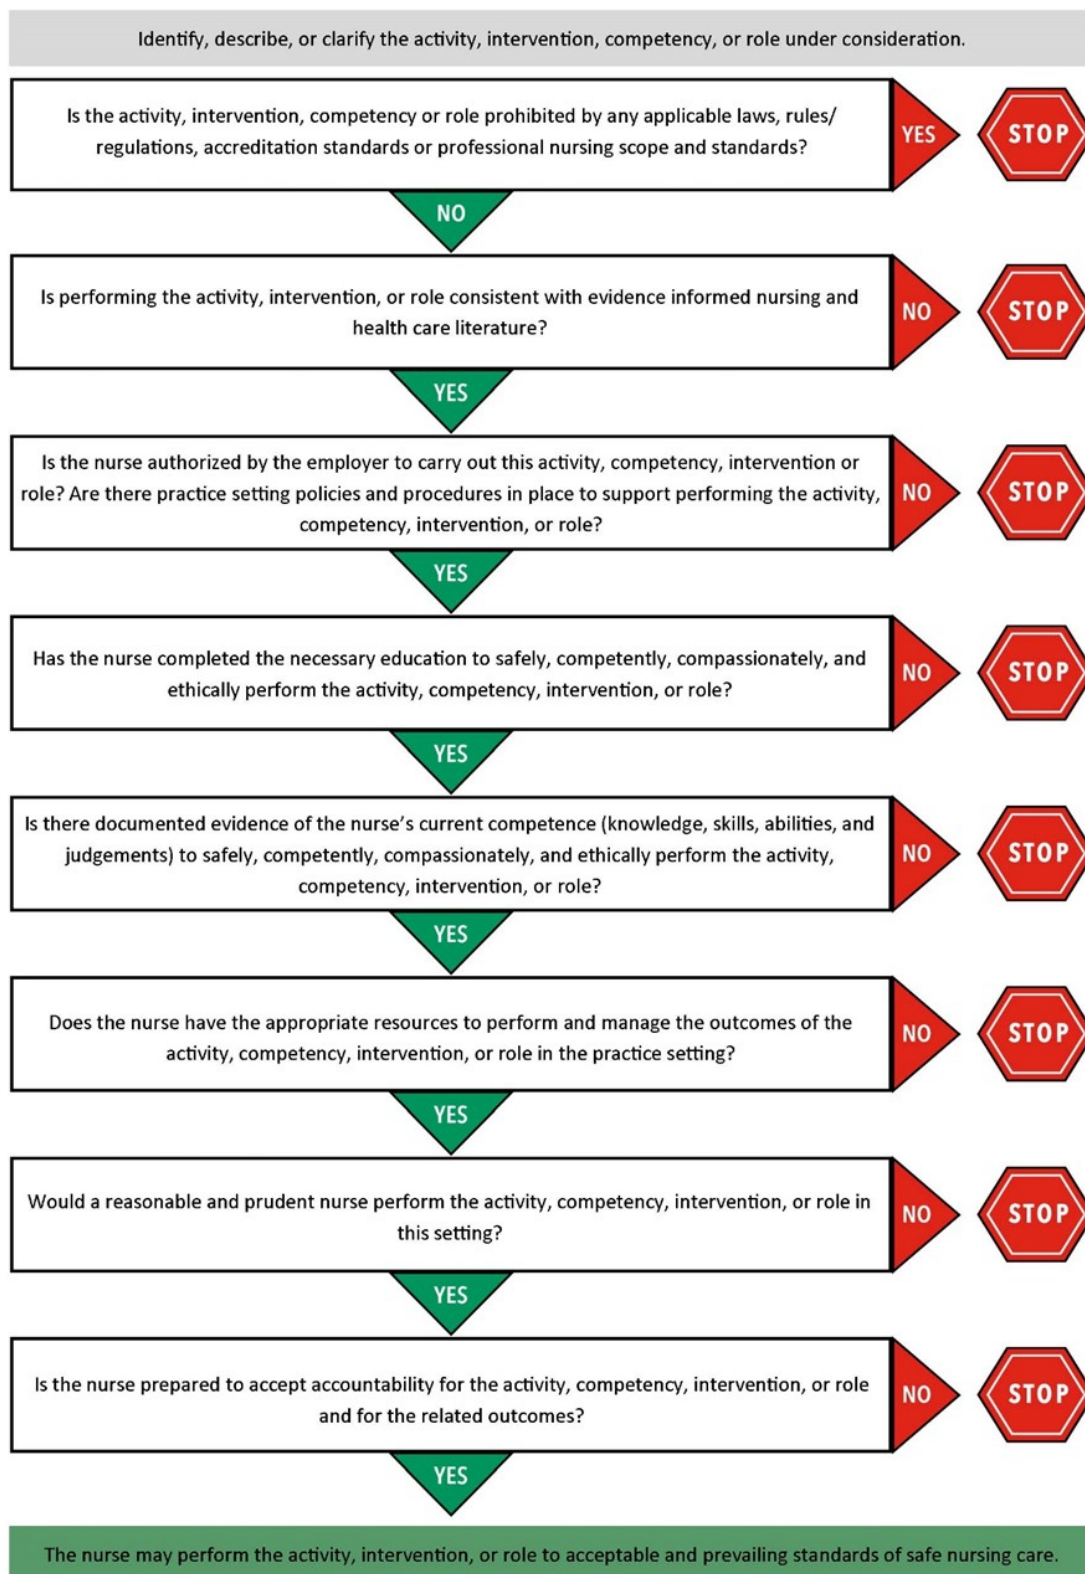 Identify, describe, or clarify the activity, intervention, competency, or role under consideration.
Is the activity, intervention, competency or role prohibited by any applicable laws, rules/
regulations, accreditation standards or professional nursing scope and standards?
YES
STOP
NO
Is performing the activity, intervention, or role consistent with evidence informed nursing and
health care literature?
NO
STOP
YES
Is the nurse authorized by the employer to carry out this activity, competency, intervention or
role? Are there practice setting policies and procedures in place to support performing the activity,
competency, intervention, or role?
NO
STOP
YES
Has the nurse completed the necessary education to safely, competently, compassionately, and
ethically perform the activity, competency, intervention, or role?
NO
STOP
YES
Is there documented evidence of the nurse's current competence (knowledge, skills, abilities, and
judgements) to safely, competently, compassionately, and ethically perform the activity,
competency, intervention, or role?
NO
STOP
YES
Does the nurse have the appropriate resources to perform and manage the outcomes of the
activity, competency, intervention, or role in the practice setting?
NO
STOP
YES
Would a reasonable and prudent nurse perform the activity, competency, intervention, or role in
this setting?
NO
STOP
YES
Is the nurse prepared to accept accountability for the activity, competency, intervention, or role
and for the related outcomes?
NO
STOP
YES
The nurse may perform the activity, intervention, or role to acceptable and prevailing standards of safe nursing care.